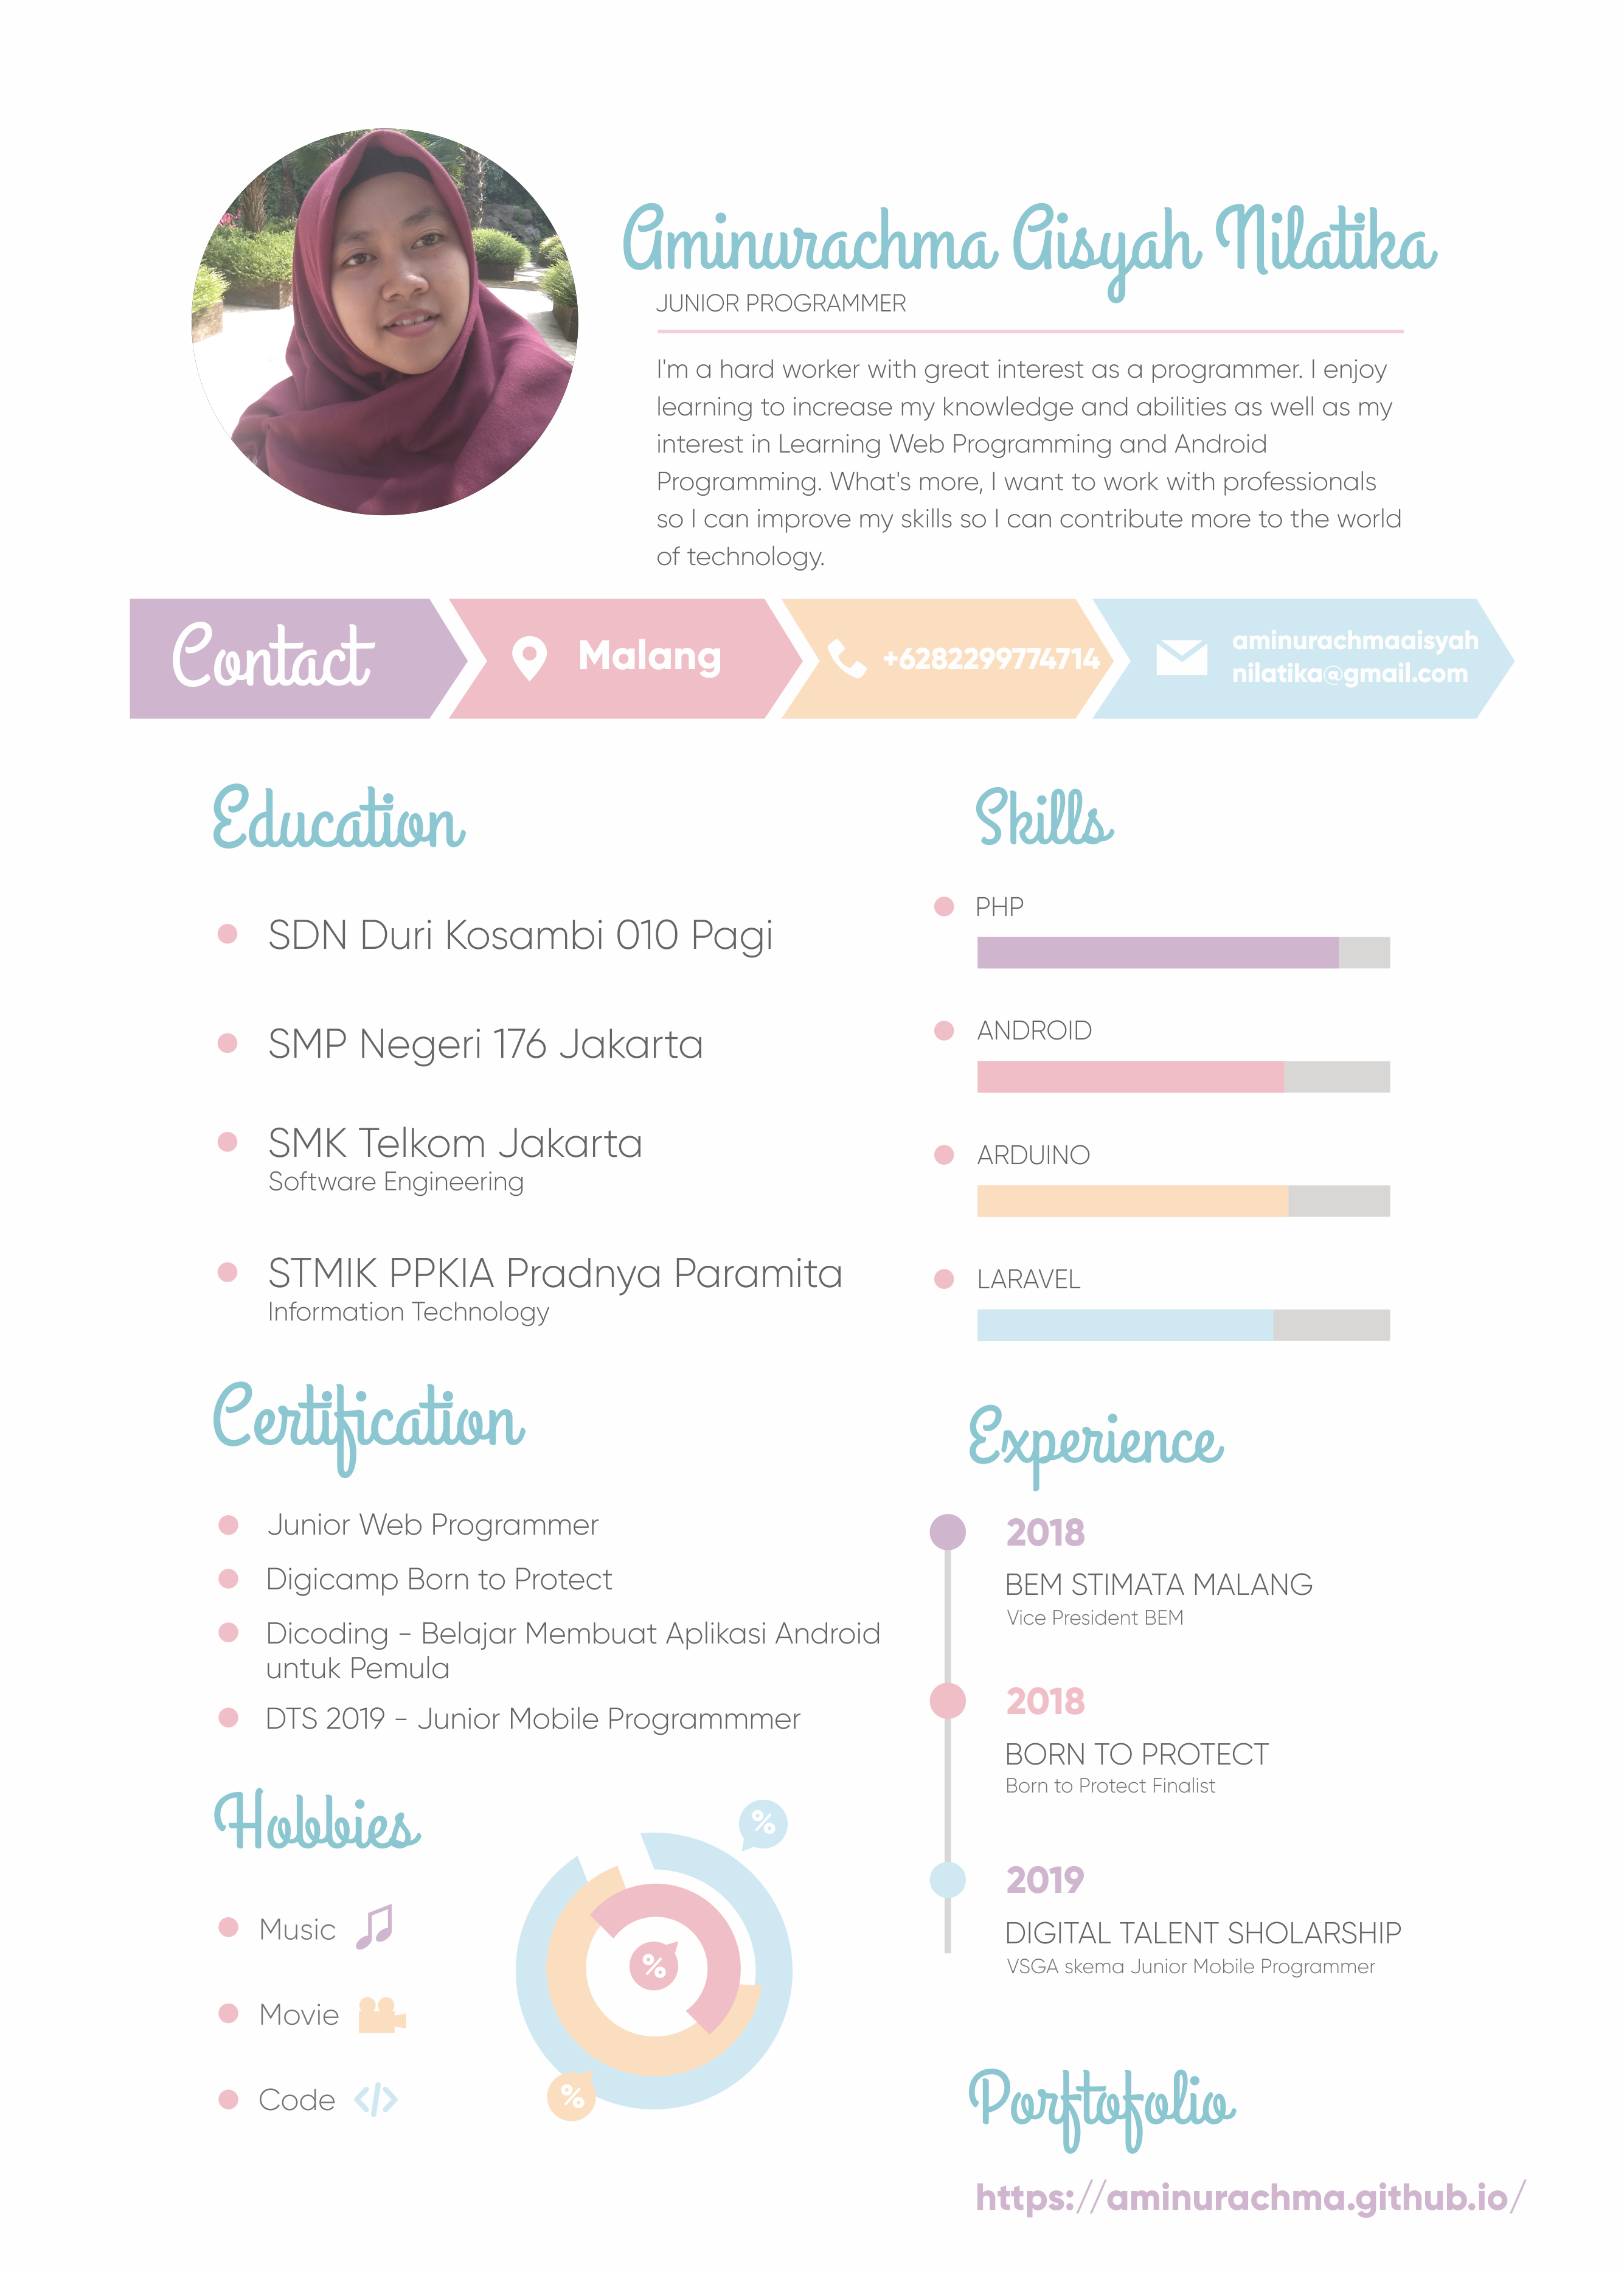 Aminurachma Aisyah Nilatika
JUNIOR PROGRAMMER
I'm a hard worker with great interest as a programmer. I enjoy
learning to increase my knowledge and abilities as well as my
interest in Learning Web Programming and Android
Programming. What's more, I want to work with professionals
so I can improve my skills so I can contribute more to the world
of technology.
Contact
Malang
+6282299774714
aminurachmaaisyah
nilatika@gmail.com
Education
SDN Duri Kosambi 010 Pagi
SMP Negeri 176 Jakarta
SMK Telkom Jakarta
Software Engineering
STMIK PPKIA Pradnya Paramita
Information Technology
Skills
PHP
ANDROID
ARDUINO
LARAVEL
Certification
Junior Web Programmer
Digicamp Born to Protect
Dicoding - Belajar Membuat Aplikasi Android
untuk Pemula
DTS 2019 - Junior Mobile Programmmer
Experience
2018
BEM STIMATA MALANG
Vice President BEM
2018
BORN TO PROTECT
Born to Protect Finalist
2019
DIGITAL TALENT SHOLARSHIP
VSGA skema Junior Mobile Programmer
Hobbies
Music
Movie
Code </>
%
%
%
Porftofolio
https://aminurachma.github.io/